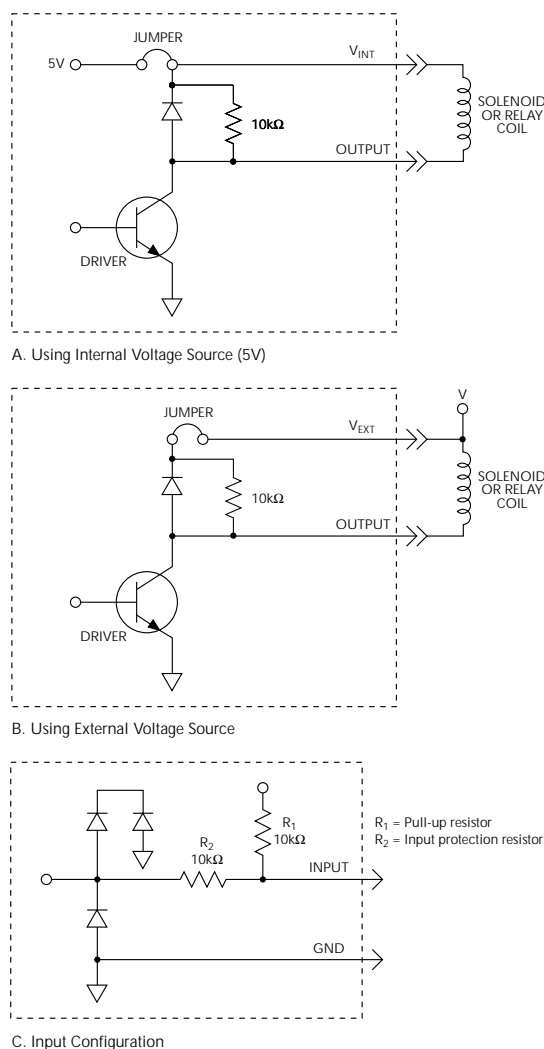 JUMPER
5V
V_INT
10kΩ
SOLENOID
OR RELAY
COIL
OUTPUT
DRIVER
A. Using Internal Voltage Source (5V)
V
JUMPER
V_EXT
10kΩ
SOLENOID
OR RELAY
COIL
OUTPUT
DRIVER
B. Using External Voltage Source
R₁
10kΩ
R₁ = Pull-up resistor
R₂ = Input protection resistor
R₂
10kΩ
INPUT
GND
C. Input Configuration